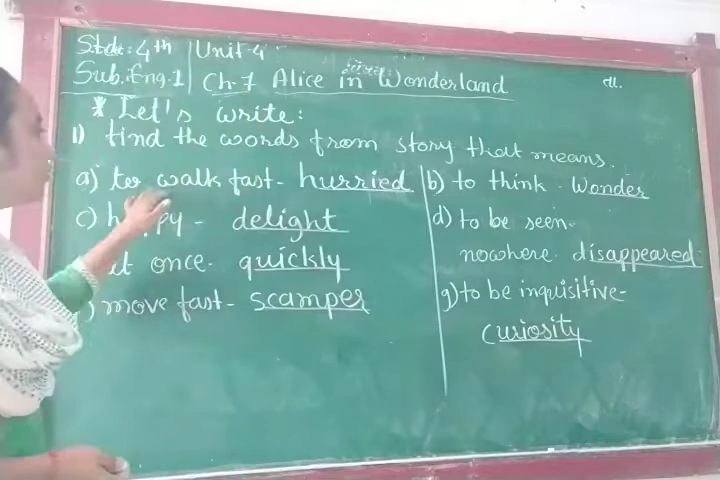 Std: 4th Unit-4
Sub: Eng.1 Ch-7 Alice in Wonderland
* Let's write:
1) find the words from story that means.
a) to walk fast- hurried b) to think- Wonder
c) happy- delight d) to be seen-
nowhere- disappeared
at once- quickly
g) to be inquisitive-
) move fast- scamper
curiosity